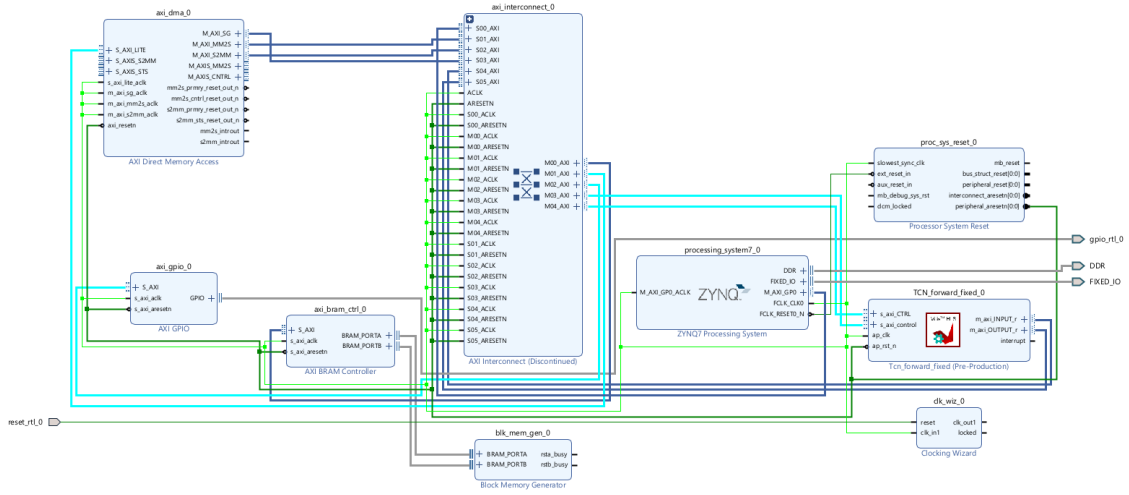 axi_dma_0
S_AXI_LITE
S_AXIS_S2MM
S_AXIS_STS
s_axi_lite_aclk
m_axi_sg_aclk
m_axi_mm2s_aclk
m_axi_s2mm_aclk
axi_resetn
M_AXI_SG
M_AXI_MM2S
M_AXI_S2MM
M_AXIS_MM2S
M_AXIS_CNTRL
mm2s_prmry_reset_out_n
mm2s_cntrl_reset_out_n
s2mm_prmry_reset_out_n
s2mm_sts_reset_out_n
mm2s_introut
s2mm_introut
AXI Direct Memory Access
axi_interconnect_0
S00_AXI
S01_AXI
S02_AXI
S03_AXI
S04_AXI
S05_AXI
ACLK
ARESETN
S00_ACLK
S00_ARESETN
M00_ACLK
M00_ARESETN
M01_ACLK
M01_ARESETN
M02_ACLK
M02_ARESETN
M03_ACLK
M03_ARESETN
M04_ACLK
M04_ARESETN
S01_ACLK
S01_ARESETN
S02_ACLK
S02_ARESETN
S03_ACLK
S03_ARESETN
S04_ACLK
S04_ARESETN
S05_ACLK
S05_ARESETN
M00_AXI
M01_AXI
M02_AXI
M03_AXI
M04_AXI
AXI Interconnect (Discontinued)
proc_sys_reset_0
slowest_sync_clk
ext_reset_in
aux_reset_in
mb_debug_sys_rst
dcm_locked
mb_reset
bus_struct_reset[0:0]
peripheral_reset[0:0]
interconnect_aresetn[0:0]
peripheral_aresetn[0:0]
Processor System Reset
gpio_rtl_0
DDR
FIXED_IO
axi_gpio_0
S_AXI
s_axi_aclk
s_axi_aresetn
GPIO
AXI GPIO
processing_system7_0
M_AXI_GP0_ACLK
ZYNQ
DDR
FIXED_IO
M_AXI_GP0
FCLK_CLK0
FCLK_RESET0_N
ZYNQ7 Processing System
TCN_forward_fixed_0
s_axi_CTRL
s_axi_control
ap_clk
ap_rst_n
m_axi_INPUT_r
m_axi_OUTPUT_r
interrupt
Tcn_forward_fixed (Pre-Production)
axi_bram_ctrl_0
S_AXI
s_axi_aclk
s_axi_aresetn
BRAM_PORTA
BRAM_PORTB
AXI BRAM Controller
clk_wiz_0
reset
clk_in1
clk_out1
locked
Clocking Wizard
reset_rtl_0
blk_mem_gen_0
BRAM_PORTA
BRAM_PORTB
rsta_busy
rstb_busy
Block Memory Generator